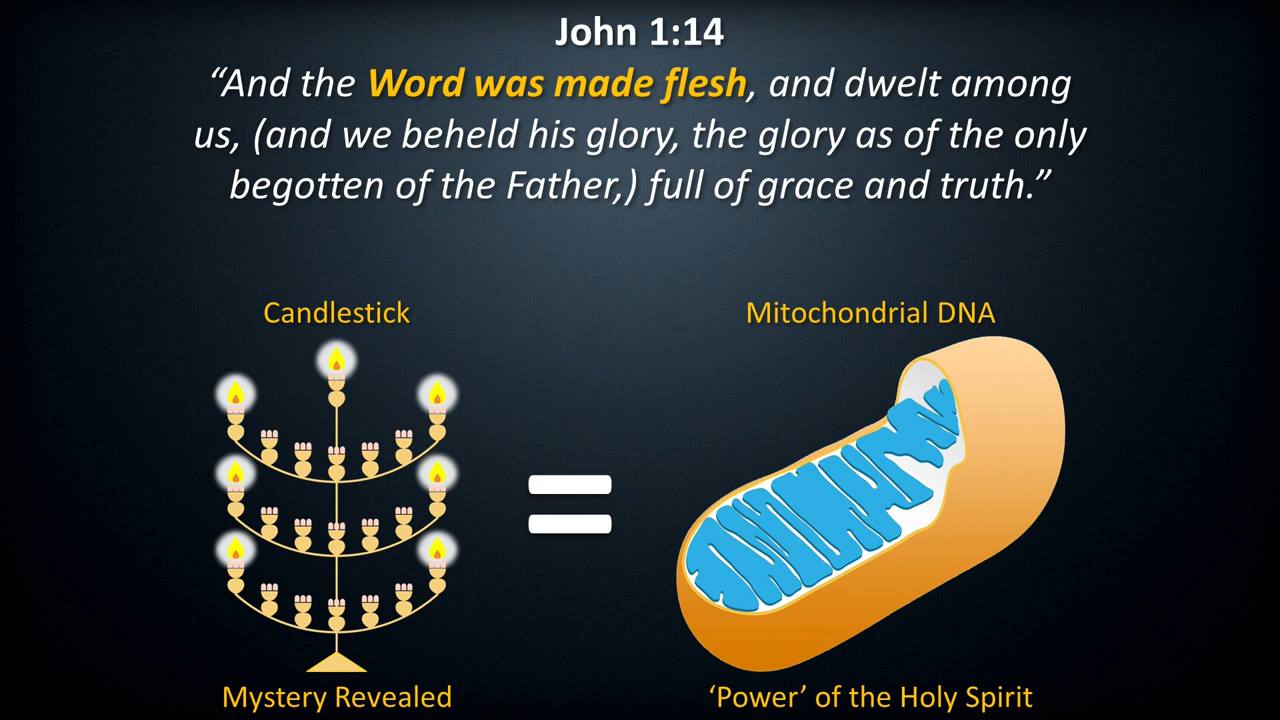 John 1:14
“And the Word was made flesh, and dwelt among
us, (and we beheld his glory, the glory as of the only
begotten of the Father,) full of grace and truth.”
Candlestick
Mitochondrial DNA
Mystery Revealed
‘Power’ of the Holy Spirit